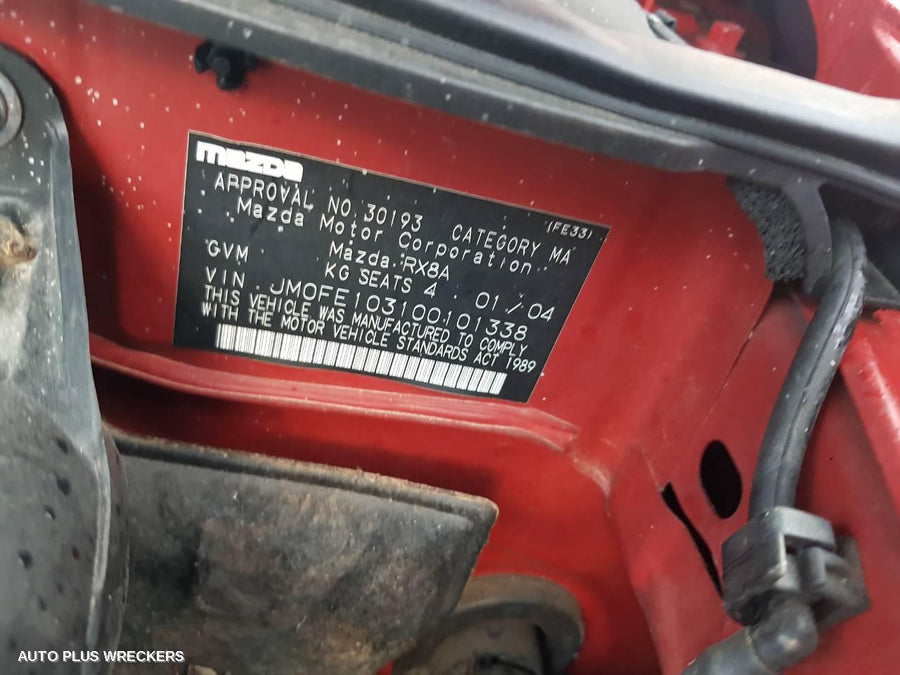 mazda
APPROVAL NO. 30193 CATEGORY MA (FE33)
Mazda Motor Corporation
Mazda RX8A
GVM KG SEATS 4 01/04
VIN JM0FE103100101338
THIS VEHICLE WAS MANUFACTURED TO COMPLY
WITH THE MOTOR VEHICLE STANDARDS ACT 1989
AUTO PLUS WRECKERS